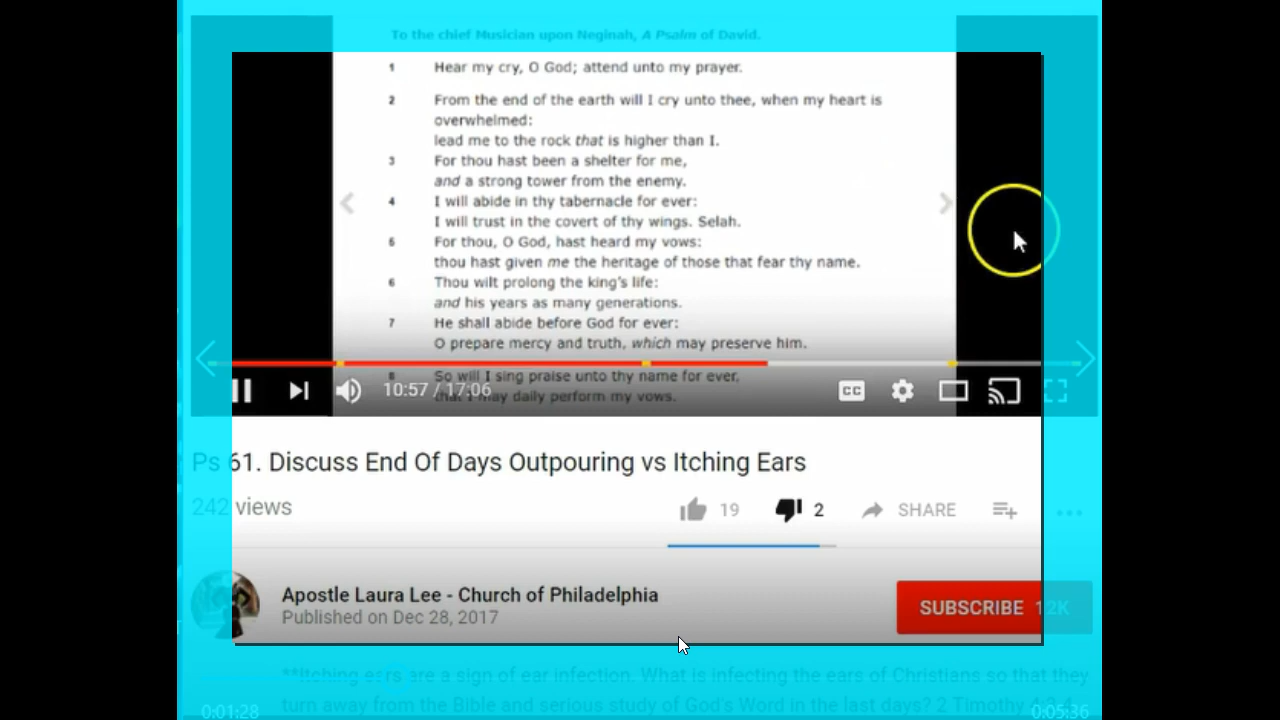 To the chief Musician upon Neginah, A Psalm of David.
1 Hear my cry, O God; attend unto my prayer.
2 From the end of the earth will I cry unto thee, when my heart is
overwhelmed:
lead me to the rock that is higher than I.
3 For thou hast been a shelter for me,
and a strong tower from the enemy.
4 I will abide in thy tabernacle for ever:
I will trust in the covert of thy wings. Selah.
5 For thou, O God, hast heard my vows:
thou hast given me the heritage of those that fear thy name.
6 Thou wilt prolong the king's life:
and his years as many generations.
7 He shall abide before God for ever:
O prepare mercy and truth, which may preserve him.
8 So will I sing praise unto thy name for ever,
that I may daily perform my vows.
10:57 / 17:06
CC
Ps 61. Discuss End Of Days Outpouring vs Itching Ears
242 views
19
2
SHARE
Apostle Laura Lee - Church of Philadelphia
Published on Dec 28, 2017
SUBSCRIBE 12K
**Itching ears are a sign of ear infection. What is infecting the ears of Christians so that they
turn away from the Bible and serious study of God's Word in the last days? 2 Timothy
0:01:28
0:05:36